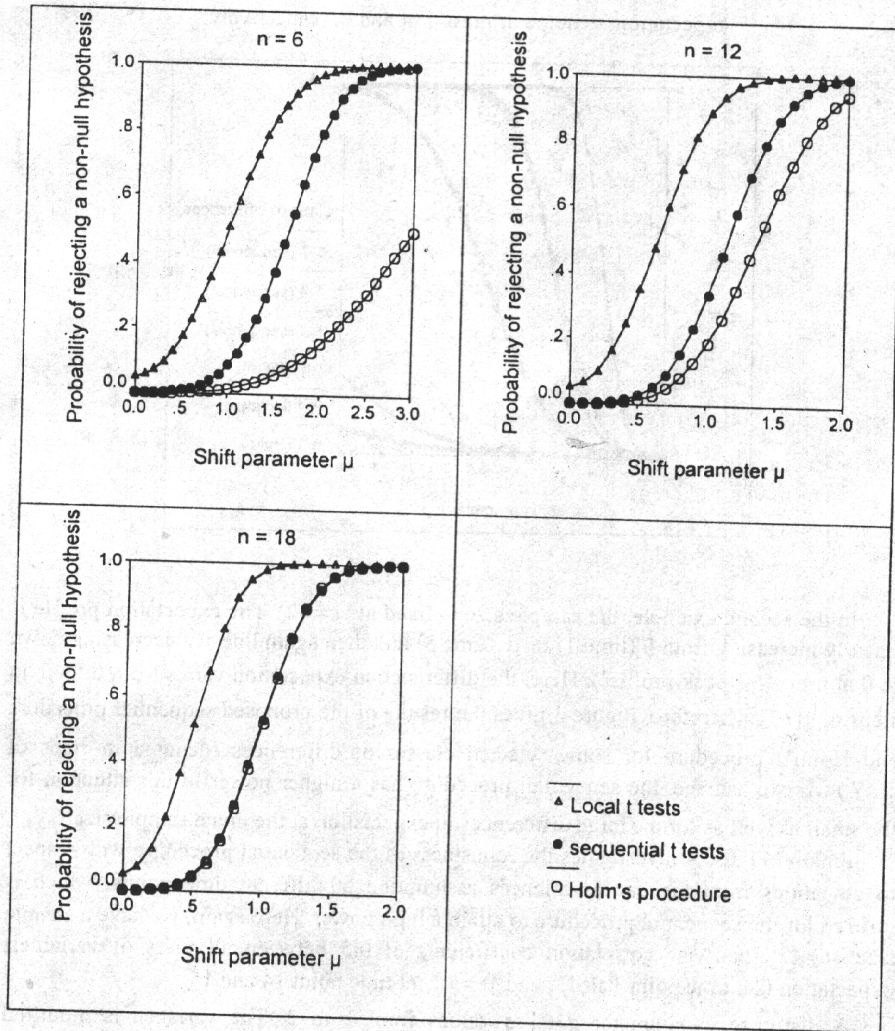 n = 6
Probability of rejecting a non-null hypothesis
1.0
.8
.6
.4
.2
0.0
0.0 .5 1.0 1.5 2.0 2.5 3.0
Shift parameter µ
n = 12
Probability of rejecting a non-null hypothesis
1.0
.8
.6
.4
.2
0.0
0.0 .5 1.0 1.5 2.0
Shift parameter µ
n = 18
Probability of rejecting a non-null hypothesis
1.0
.8
.6
.4
.2
0.0
0.0 .5 1.0 1.5 2.0
Shift parameter µ
Local t tests
sequential t tests
Holm's procedure